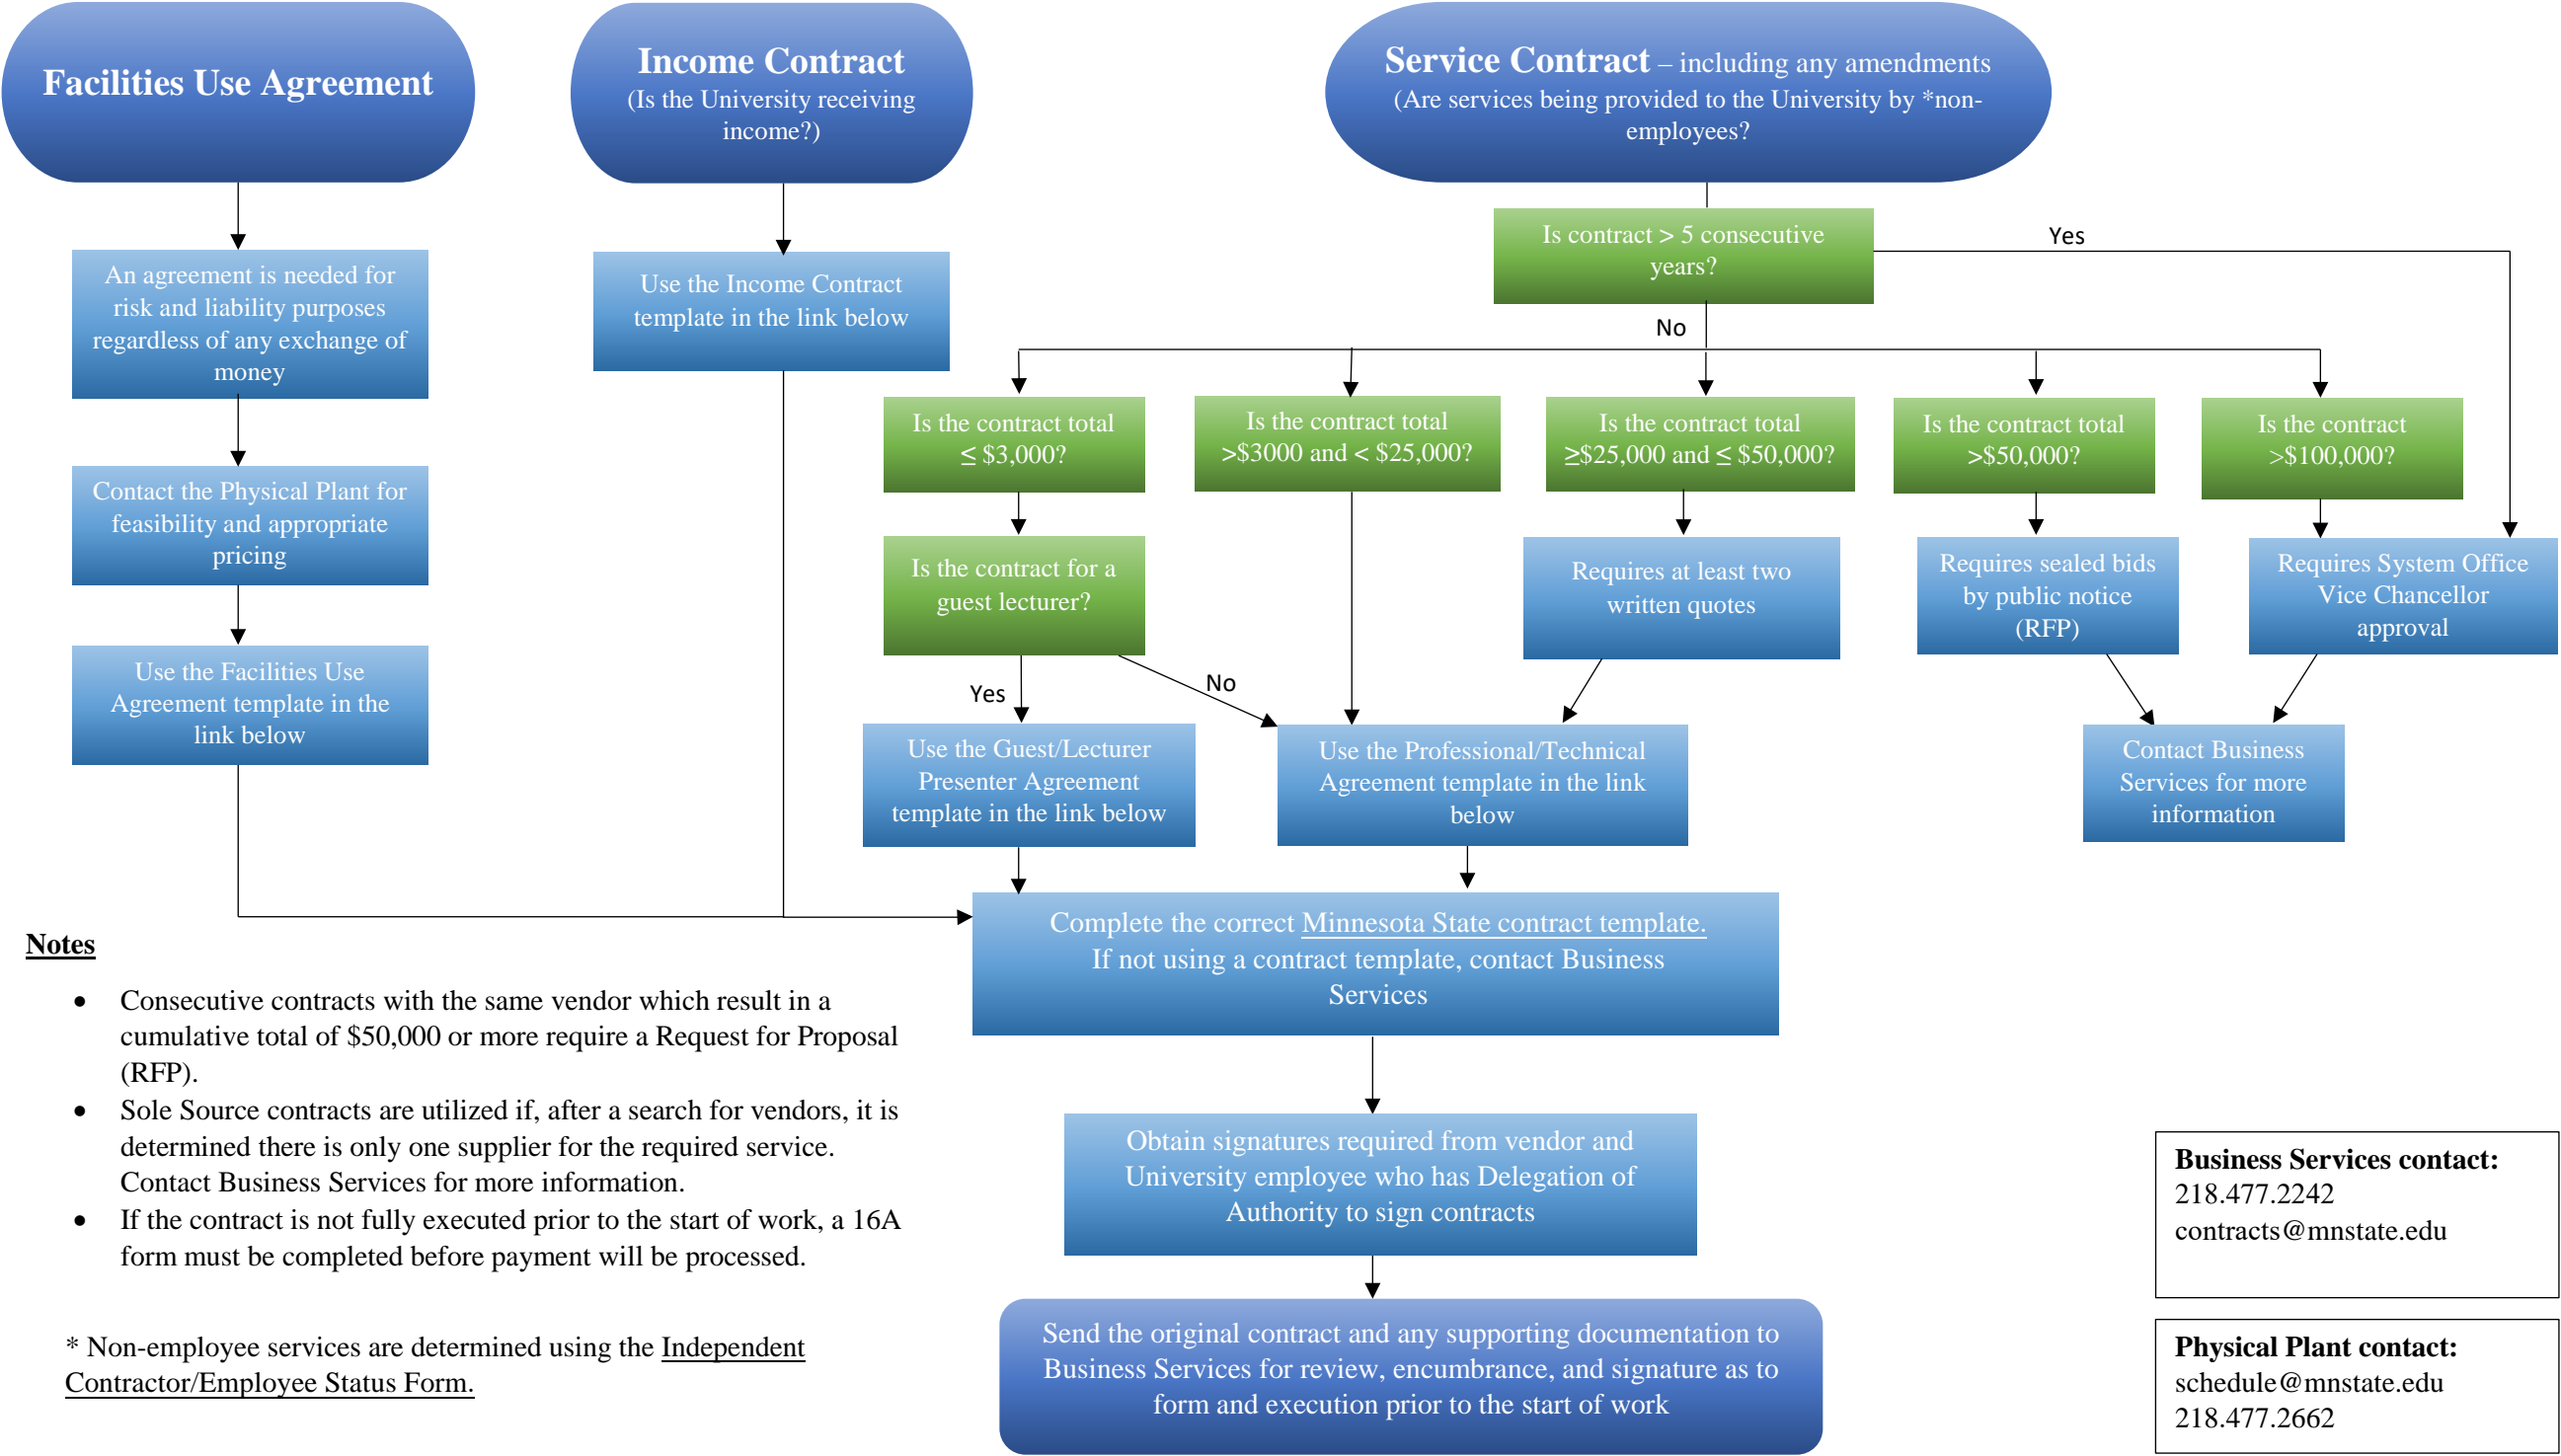 Facilities Use Agreement
An agreement is needed for
risk and liability purposes
regardless of any exchange of
money
Contact the Physical Plant for
feasibility and appropriate
pricing
Use the Facilities Use
Agreement template in the
link below
Income Contract
(Is the University receiving
income?)
Use the Income Contract
template in the link below
Service Contract – including any amendments
(Are services being provided to the University by *non-
employees?
Is contract > 5 consecutive
years?
Yes
No
Is the contract total
≤ $3,000?
Is the contract total
>$3000 and < $25,000?
Is the contract total
≥$25,000 and ≤ $50,000?
Is the contract total
>$50,000?
Is the contract
>$100,000?
Is the contract for a
guest lecturer?
Requires at least two
written quotes
Requires sealed bids
by public notice
(RFP)
Requires System Office
Vice Chancellor
approval
Yes
No
Use the Guest/Lecturer
Presenter Agreement
template in the link below
Use the Professional/Technical
Agreement template in the link
below
Contact Business
Services for more
information
Complete the correct Minnesota State contract template.
If not using a contract template, contact Business
Services
Obtain signatures required from vendor and
University employee who has Delegation of
Authority to sign contracts
Send the original contract and any supporting documentation to
Business Services for review, encumbrance, and signature as to
form and execution prior to the start of work
Notes
• Consecutive contracts with the same vendor which result in a
cumulative total of $50,000 or more require a Request for Proposal
(RFP).
• Sole Source contracts are utilized if, after a search for vendors, it is
determined there is only one supplier for the required service.
Contact Business Services for more information.
• If the contract is not fully executed prior to the start of work, a 16A
form must be completed before payment will be processed.
* Non-employee services are determined using the Independent
Contractor/Employee Status Form.
Business Services contact:
218.477.2242
contracts@mnstate.edu
Physical Plant contact:
schedule@mnstate.edu
218.477.2662